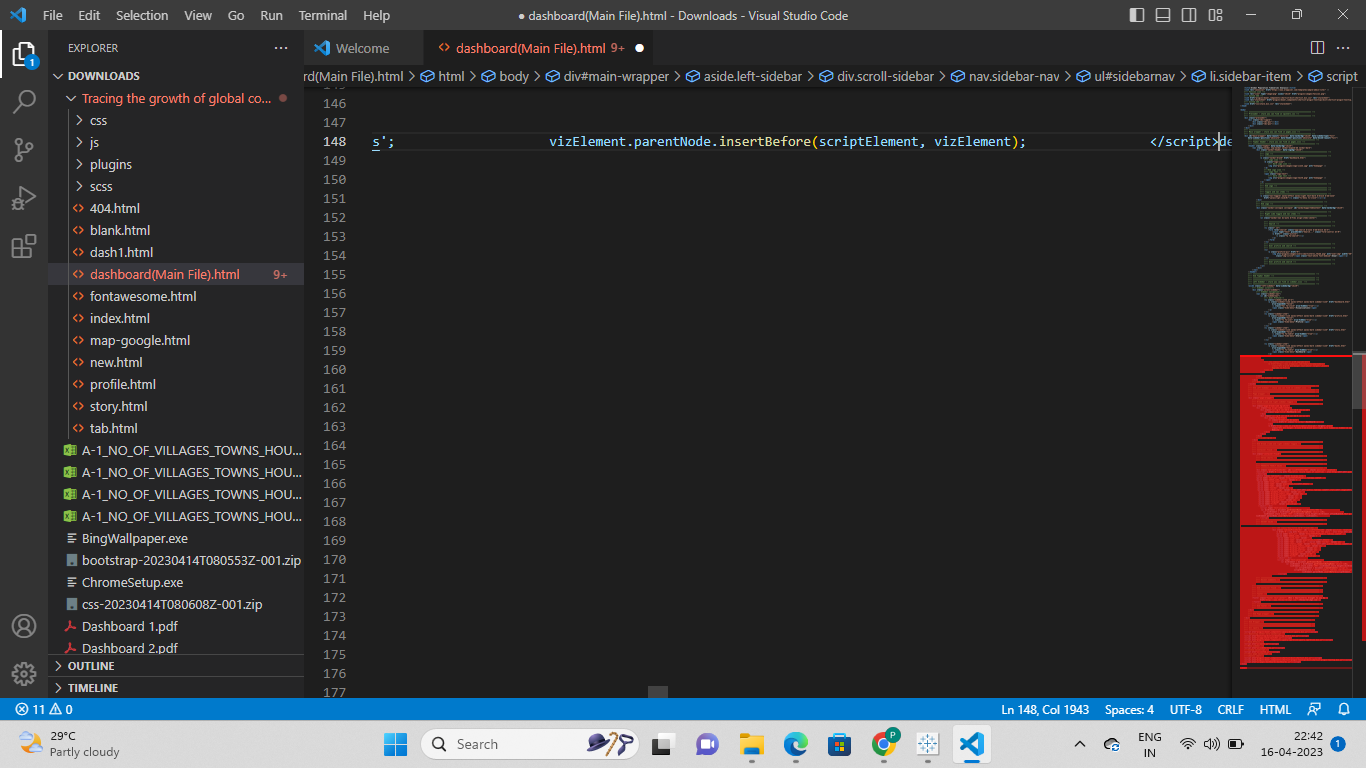 File Edit Selection View Go Run Terminal Help
● dashboard(Main File).html - Downloads - Visual Studio Code
EXPLORER
Welcome
dashboard(Main File).html 9+
rd(Main File).html > html > body > div#main-wrapper > aside.left-sidebar > div.scroll-sidebar > nav.sidebar-nav > ul#sidebarnav > li.sidebar-item > script
1
DOWNLOADS
Tracing the growth of global co...
css
js
plugins
scss
404.html
blank.html
dash1.html
dashboard(Main File).html 9+
fontawesome.html
index.html
map-google.html
new.html
profile.html
story.html
tab.html
A-1_NO_OF_VILLAGES_TOWNS_HOU...
A-1_NO_OF_VILLAGES_TOWNS_HOU...
A-1_NO_OF_VILLAGES_TOWNS_HOU...
A-1_NO_OF_VILLAGES_TOWNS_HOU...
BingWallpaper.exe
bootstrap-20230414T080553Z-001.zip
ChromeSetup.exe
css-20230414T080608Z-001.zip
Dashboard 1.pdf
Dashboard 2.pdf
OUTLINE
TIMELINE
146
147
148 s'; vizElement.parentNode.insertBefore(scriptElement, vizElement); </script>de
149
150
151
152
153
154
155
156
157
158
159
160
161
162
163
164
165
166
167
168
169
170
171
172
173
174
175
176
177
11 0
Ln 148, Col 1943 Spaces: 4 UTF-8 CRLF HTML
29°C
Partly cloudy
Search
P
ENG
IN
22:42
16-04-2023
1